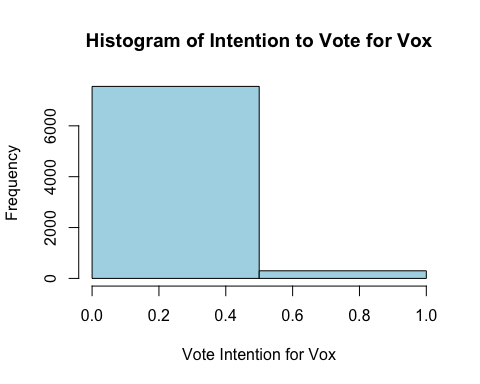 Histogram of Intention to Vote for Vox
Frequency
6000
4000
2000
0
0.0 0.2 0.4 0.6 0.8 1.0
Vote Intention for Vox